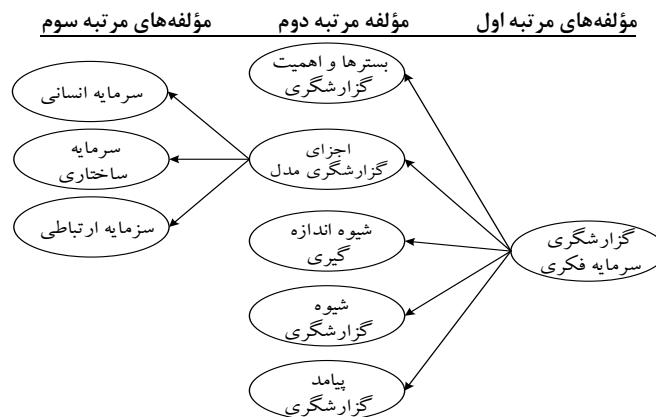 مؤلفه‌های مرتبه اول
مؤلفه مرتبه دوم
مؤلفه‌های مرتبه سوم
گزارشگری
سرمایه فکری
بسترها و اهمیت
گزارشگری
اجزای
گزارشگری مدل
شیوه اندازه
گیری
شیوه
گزارشگری
پیامد
گزارشگری
سرمایه انسانی
سرمایه
ساختاری
سزمایه ارتباطی